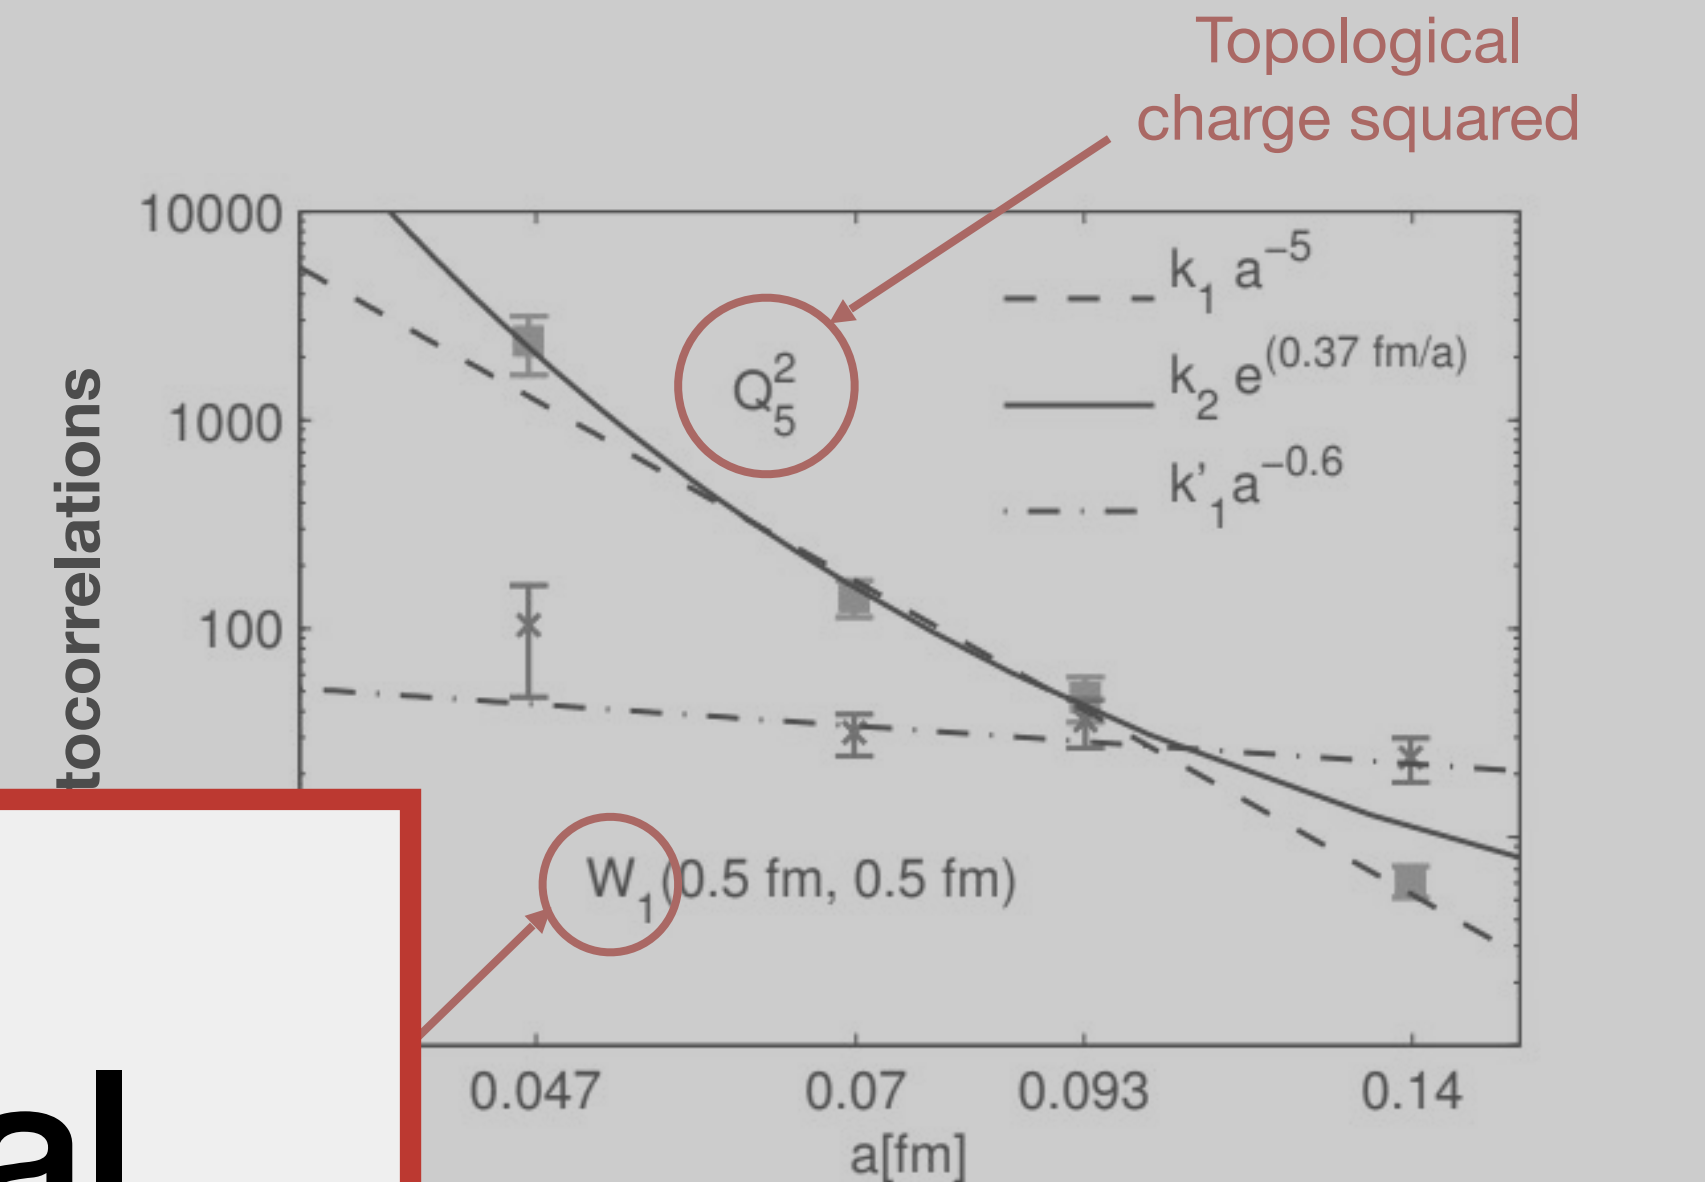 Topological
charge squared
10000
1000
100
tocorrelations
Q₅²
k₁ a⁻⁵
k₂ e^(0.37 fm/a)
k'₁a⁻⁰·⁶
W₁(0.5 fm, 0.5 fm)
0.047 0.07 0.093 0.14
a[fm]
al